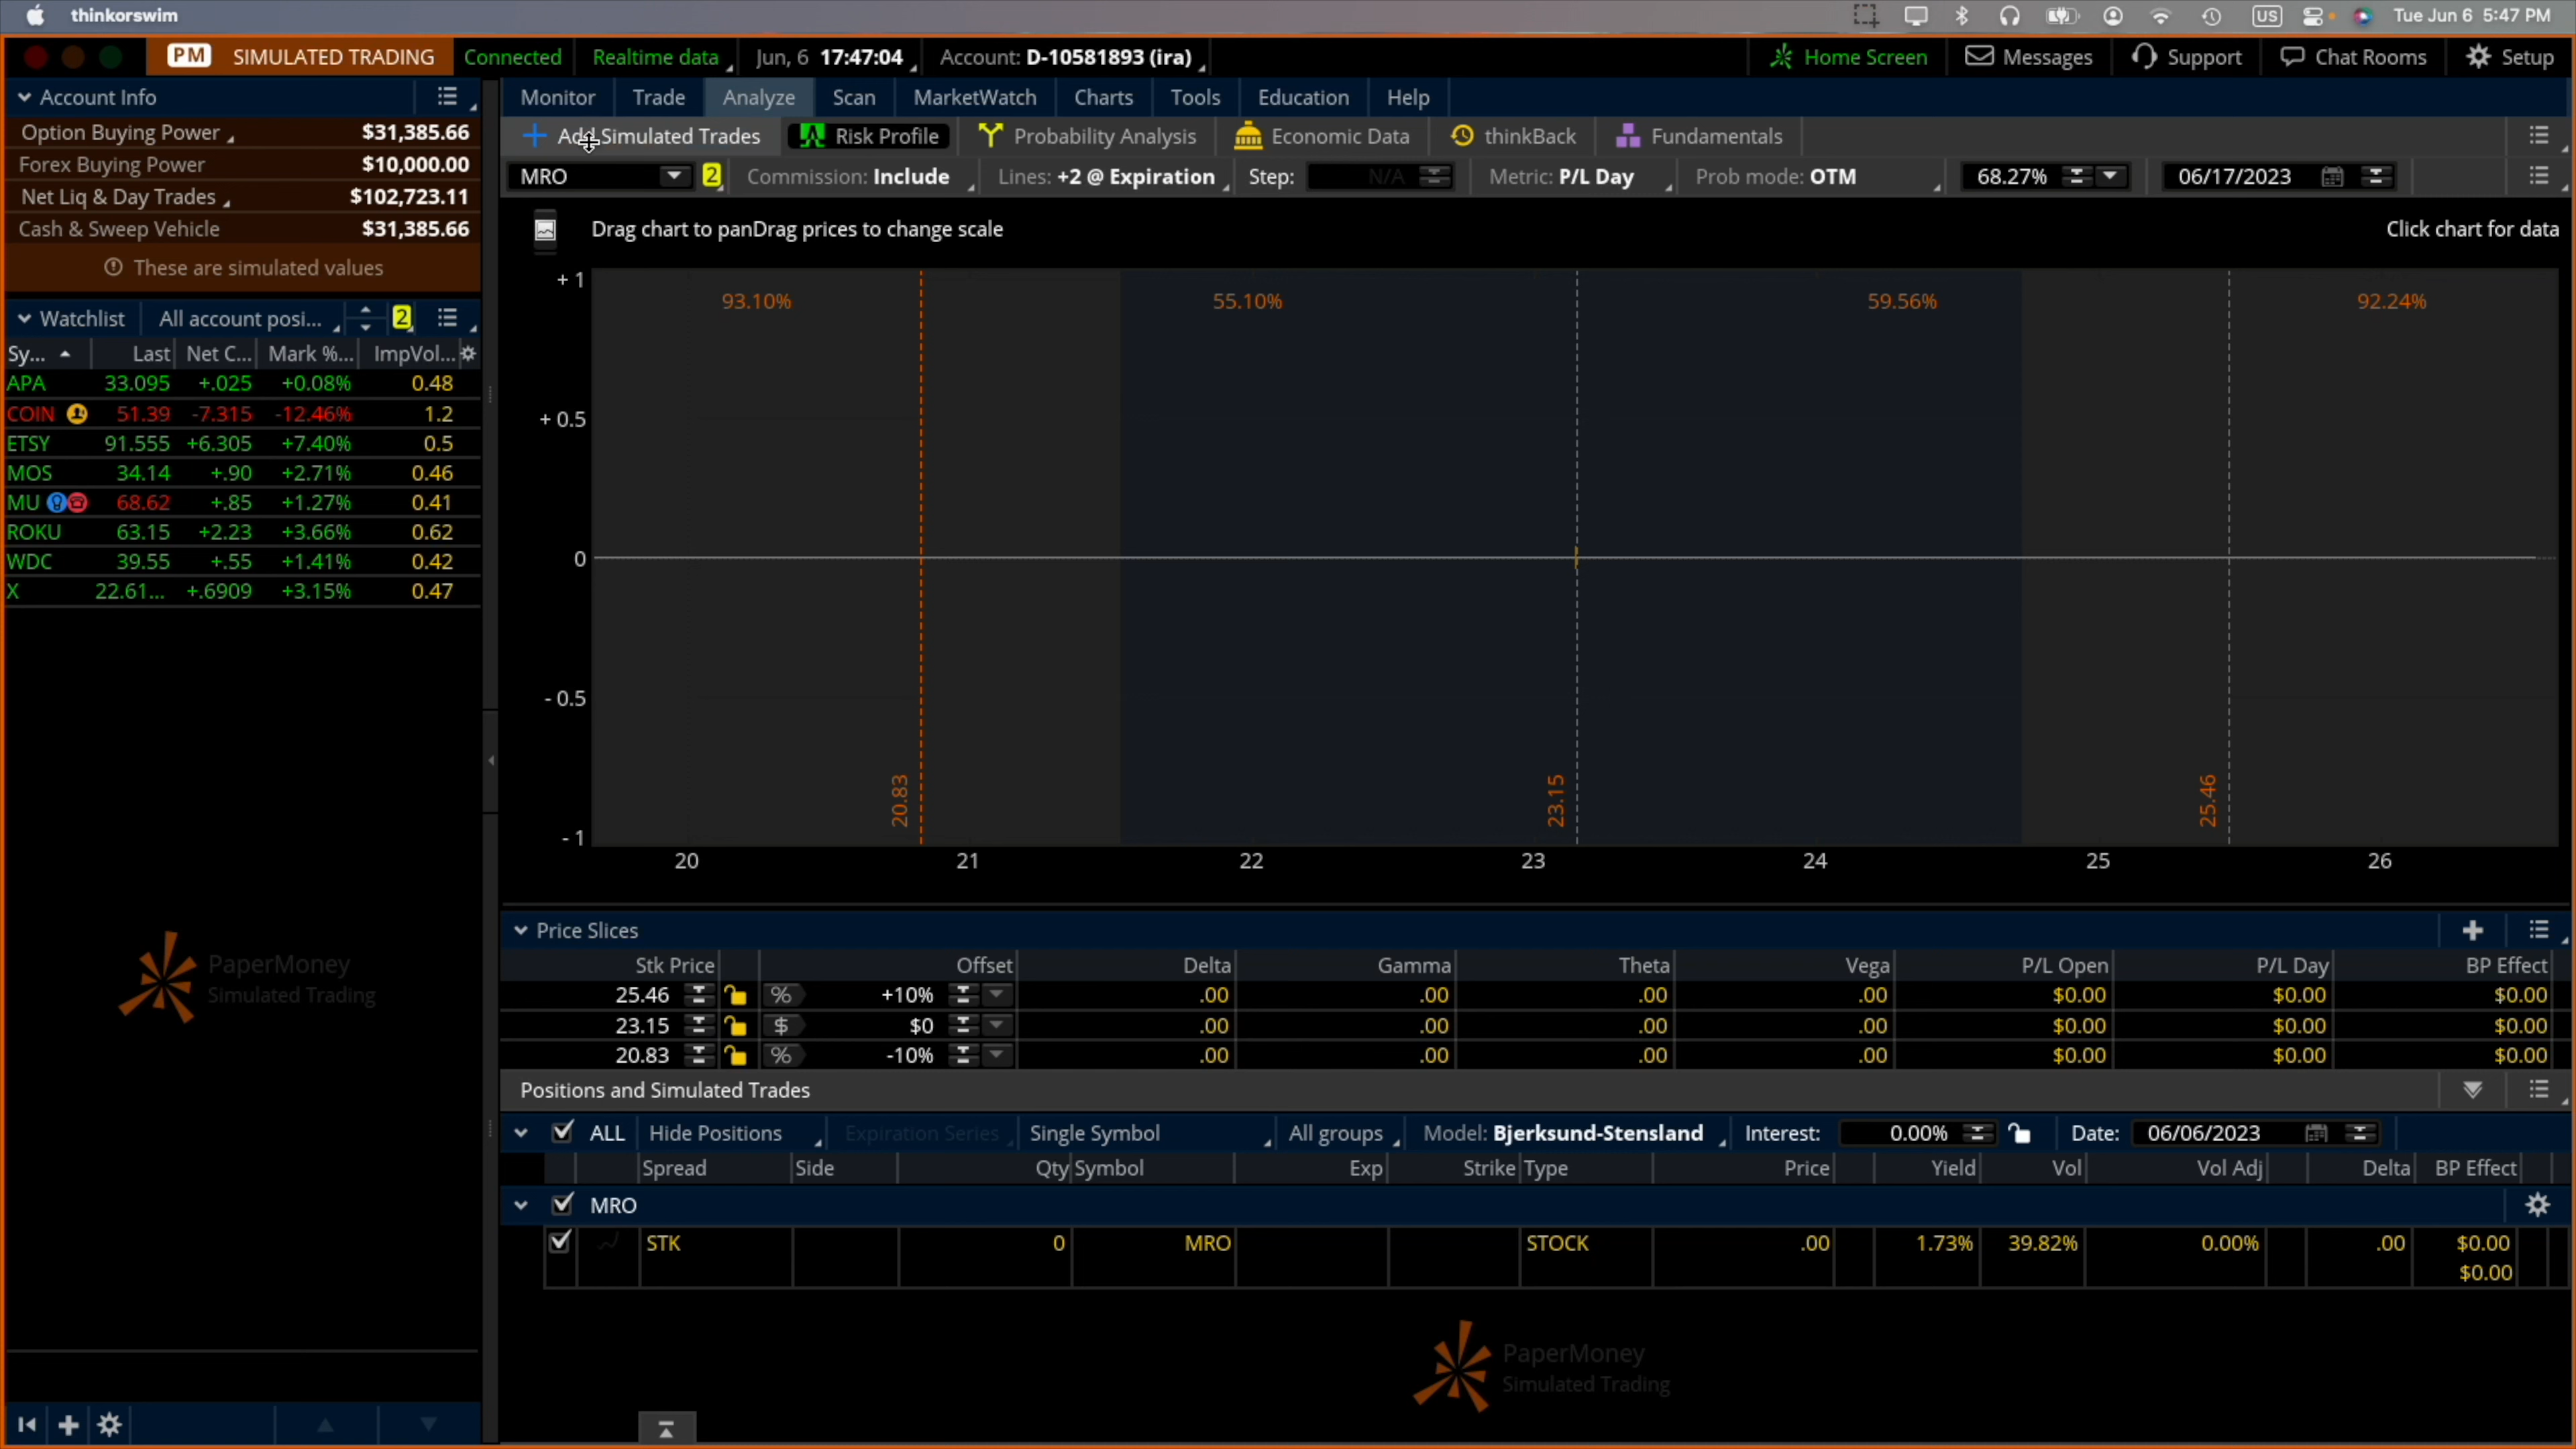 thinkorswim US Tue Jun 6 5:47 PM
PM SIMULATED TRADING Connected Realtime data Jun, 6 17:47:04 Account: D-10581893 (ira) Home Screen Messages Support Chat Rooms Setup
Account Info
Option Buying Power $31,385.66
Forex Buying Power $10,000.00
Net Liq & Day Trades $102,723.11
Cash & Sweep Vehicle $31,385.66
These are simulated values
Watchlist All account posi... 2
Sy... Last Net C... Mark %... ImpVol...
APA 33.095 +.025 +0.08% 0.48
COIN 51.39 -7.315 -12.46% 1.2
ETSY 91.555 +6.305 +7.40% 0.5
MOS 34.14 +.90 +2.71% 0.46
MU 68.62 +.85 +1.27% 0.41
ROKU 63.15 +2.23 +3.66% 0.62
WDC 39.55 +.55 +1.41% 0.42
X 22.61... +.6909 +3.15% 0.47
PaperMoney
Simulated Trading
Monitor Trade Analyze Scan MarketWatch Charts Tools Education Help
Add Simulated Trades Risk Profile Probability Analysis Economic Data thinkBack Fundamentals
MRO 2 Commission: Include Lines: +2 @ Expiration Step: N/A Metric: P/L Day Prob mode: OTM 68.27% 06/17/2023
Drag chart to panDrag prices to change scale Click chart for data
+ 1
93.10% 55.10% 59.56% 92.24%
+ 0.5
0
- 0.5
20.83 23.15 25.46
- 1
20 21 22 23 24 25 26
Price Slices
Stk Price Offset Delta Gamma Theta Vega P/L Open P/L Day BP Effect
25.46 % +10% .00 .00 .00 .00 $0.00 $0.00 $0.00
23.15 $ $0 .00 .00 .00 .00 $0.00 $0.00 $0.00
20.83 % -10% .00 .00 .00 .00 $0.00 $0.00 $0.00
Positions and Simulated Trades
ALL Hide Positions Expiration Series Single Symbol All groups Model: Bjerksund-Stensland Interest: 0.00% Date: 06/06/2023
Spread Side Qty Symbol Exp Strike Type Price Yield Vol Vol Adj Delta BP Effect
MRO
STK 0 MRO STOCK .00 1.73% 39.82% 0.00% .00 $0.00
$0.00
PaperMoney
Simulated Trading